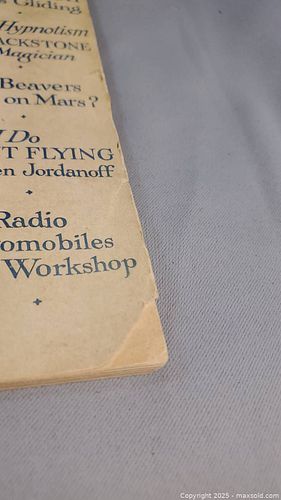 s Gliding
Hypnotism
ACKSTONE
Magician
Beavers
on Mars?
I Do
T FLYING
en Jordanoff
Radio
omobiles
Workshop
Copyright 2025 - maxsold.com